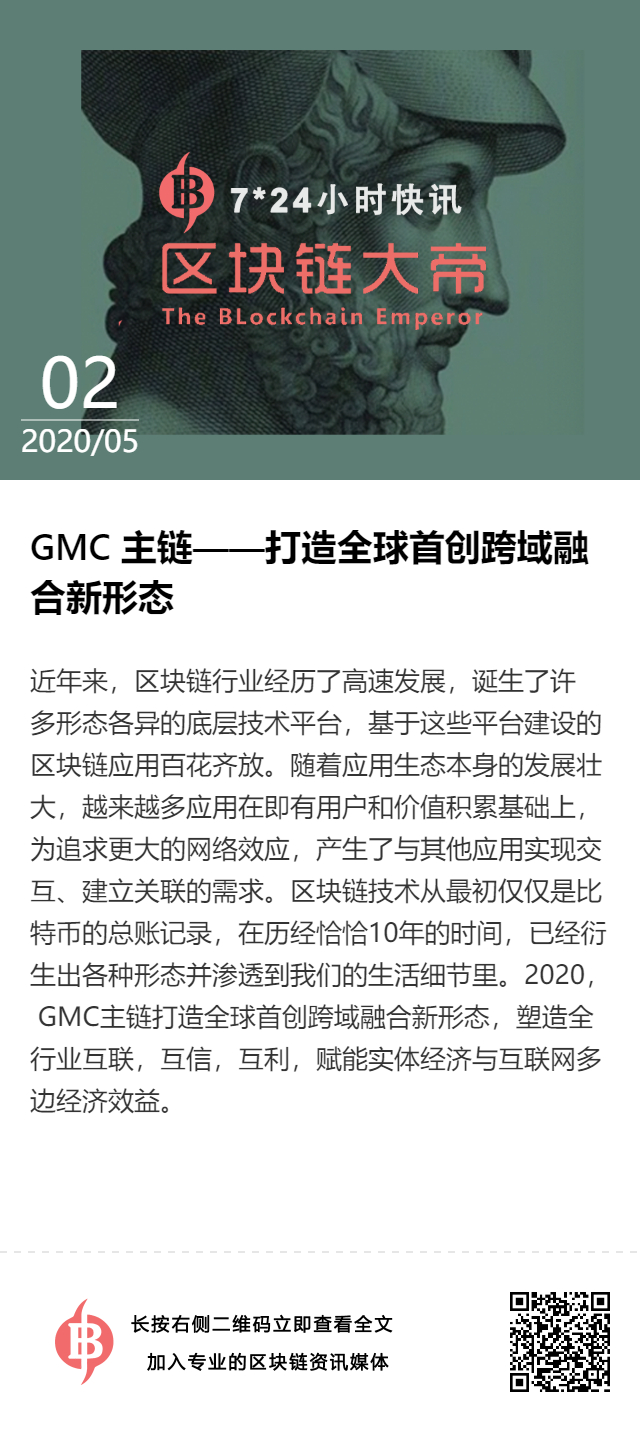 7*24小时快讯
区块链大帝
The BLockchain Emperor
02
2020/05
GMC 主链——打造全球首创跨域融
合新形态
近年来，区块链行业经历了高速发展，诞生了许
多形态各异的底层技术平台，基于这些平台建设的
区块链应用百花齐放。随着应用生态本身的发展壮
大，越来越多应用在即有用户和价值积累基础上，
为追求更大的网络效应，产生了与其他应用实现交
互、建立关联的需求。区块链技术从最初仅仅是比
特币的总账记录，在历经恰恰10年的时间，已经衍
生出各种形态并渗透到我们的生活细节里。2020，
GMC主链打造全球首创跨域融合新形态，塑造全
行业互联，互信，互利，赋能实体经济与互联网多
边经济效益。
长按右侧二维码立即查看全文
加入专业的区块链资讯媒体